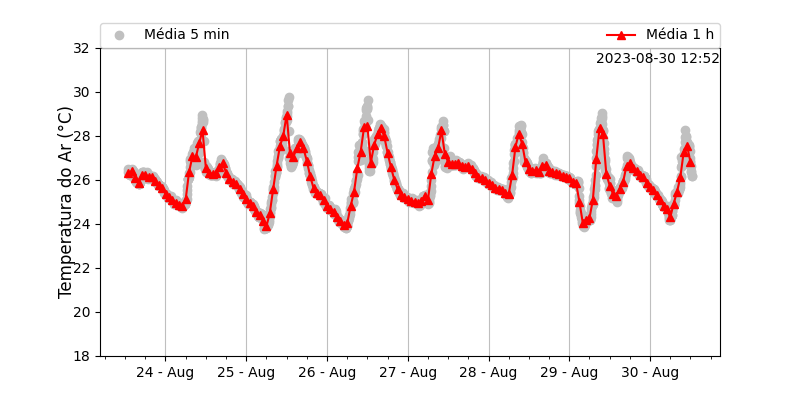 Média 5 min
Média 1 h
2023-08-30 12:52
Temperatura do Ar (°C)
32
30
28
26
24
22
20
18
24 - Aug
25 - Aug
26 - Aug
27 - Aug
28 - Aug
29 - Aug
30 - Aug